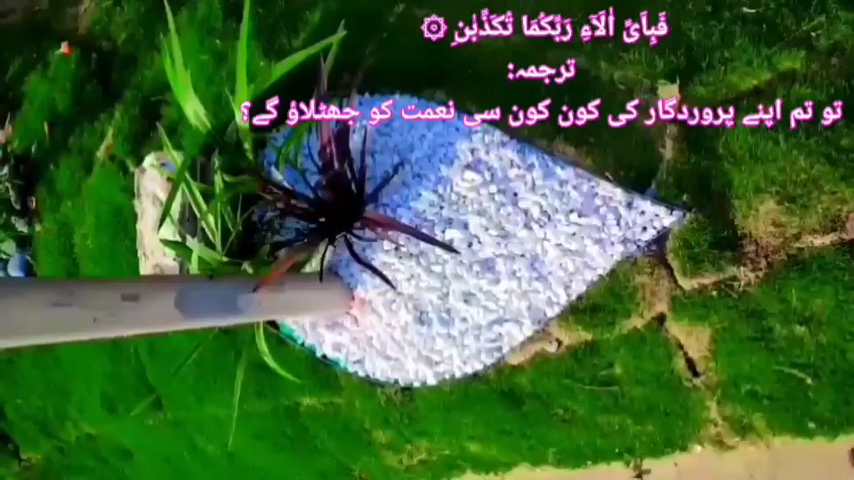 فَبِاَیِّ اٰلَآءِ رَبِّكُمَا تُكَذِّبٰنِ ۞
ترجمہ:
تو تم اپنے پروردگار کی کون کون سی نعمت کو جھٹلاؤ گے؟